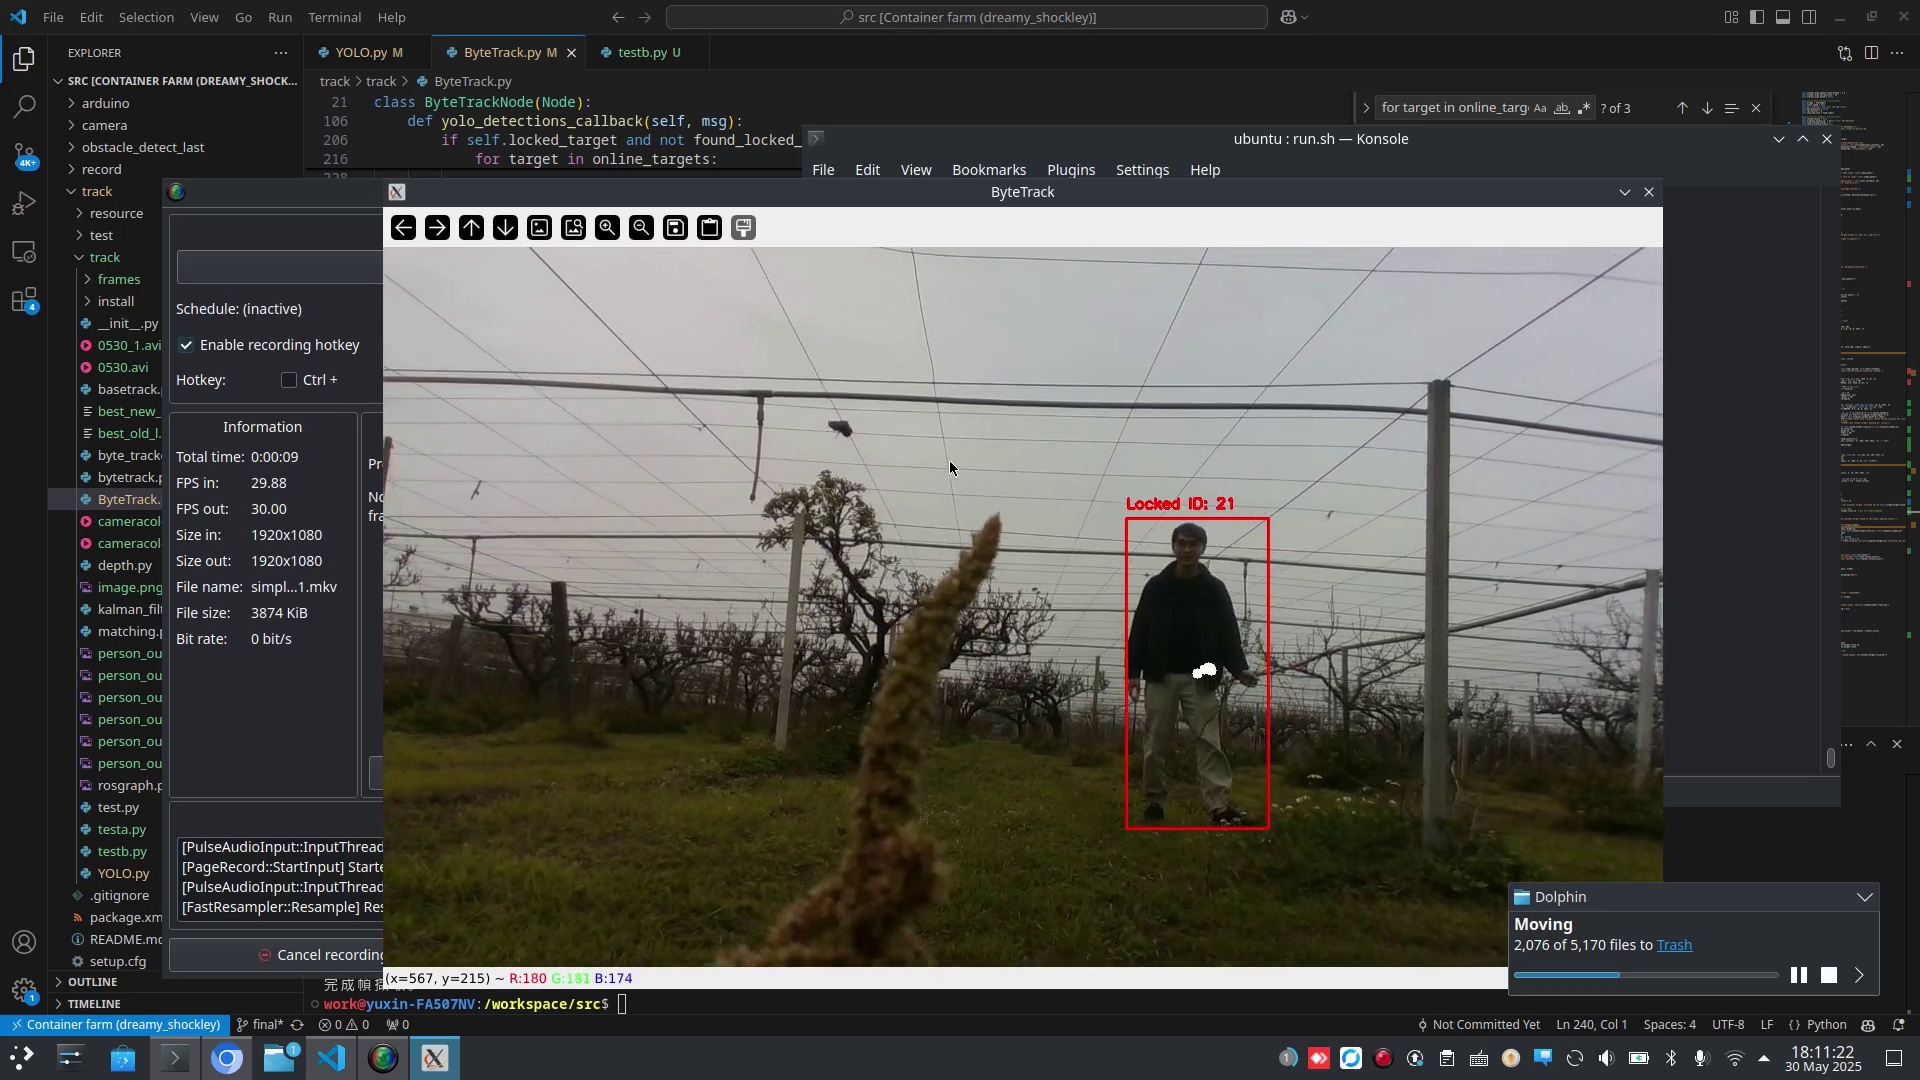 File Edit Selection View Go Run Terminal Help
src [Container farm (dreamy_shockley)]
EXPLORER
YOLO.py M
ByteTrack.py M
testb.py U
SRC [CONTAINER FARM (DREAMY_SHOCK...
track > track > ByteTrack.py
arduino
camera
obstacle_detect_last
record
track
resource
test
track
frames
install
__init__.py
0530_1.avi
0530.avi
basetrack.
best_new_
best_old_l.
byte_track
bytetrack.p
ByteTrack.
cameracol
cameracol
depth.py
image.png
kalman_filt
matching.p
person_ou
person_ou
person_ou
person_ou
person_ou
person_ou
rosgraph.p
test.py
testa.py
testb.py
YOLO.py
.gitignore
package.xm
README.md
setup.cfg
OUTLINE
TIMELINE
21 class ByteTrackNode(Node):
106 def yolo_detections_callback(self, msg):
206 if self.locked_target and not found_locked_
216 for target in online_targets:
for target in online_targ Aa ab ? of 3
ubuntu : run.sh — Konsole
File Edit View Bookmarks Plugins Settings Help
ByteTrack
Schedule: (inactive)
Enable recording hotkey
Hotkey: Ctrl +
Information
Total time: 0:00:09
FPS in: 29.88
FPS out: 30.00
Size in: 1920x1080
Size out: 1920x1080
File name: simpl...1.mkv
File size: 3874 KiB
Bit rate: 0 bit/s
Pr
No
fra
[PulseAudioInput::InputThread
[PageRecord::StartInput] Starte
[PulseAudioInput::InputThread
[FastResampler::Resample] Res
Cancel recording
Locked ID: 21
(x=567, y=215) ~ R:180 G:181 B:174
Dolphin
Moving
2,076 of 5,170 files to Trash
work@yuxin-FA507NV:/workspace/src$
Container farm (dreamy_shockley) final* 0 0 0
Not Committed Yet Ln 240, Col 1 Spaces: 4 UTF-8 LF {} Python
4K+
4
1
1
1
18:11:22
30 May 2025